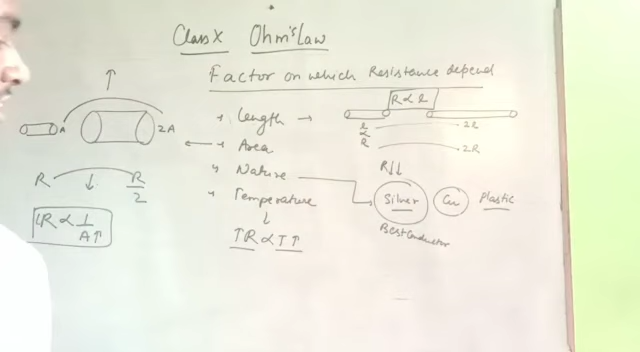 Class X Ohm's Law
Factor on which Resistance depend
R ∝ l
• Length →
l 2l
R 2R
A 2A
• Area
R R/2
↓R ∝ 1/A↑
• Nature
R↓↓
Silver Cu Plastic
Best Conductor
• Temperature
↑R ∝ T↑